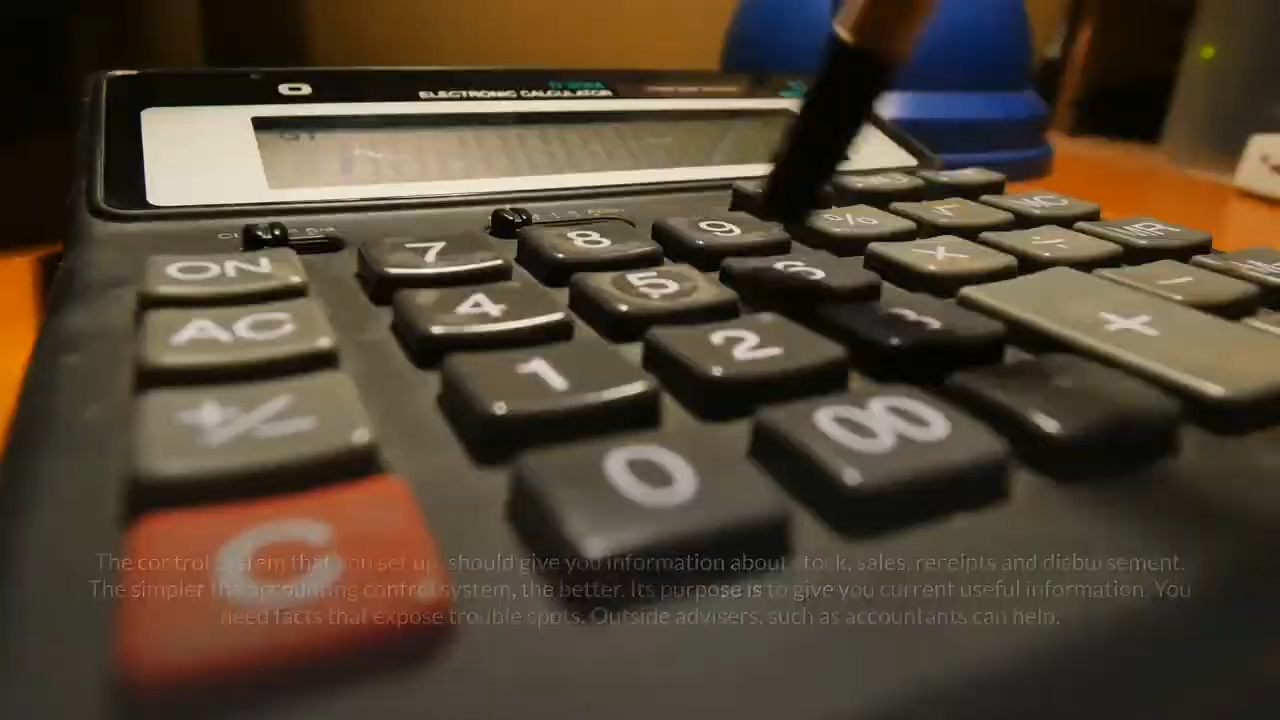 ELECTRONIC CALCULATOR
ON
7
8
9
%
√
MC
AC
4
5
6
×
÷
MR
+/-
1
2
3
+
-
C
0
00
The control system that you set up, should give you information about stock, sales, receipts and disbursement.
The simpler the accounting control system, the better. Its purpose is to give you current useful information. You
need facts that expose trouble spots. Outside advisers, such as accountants can help.